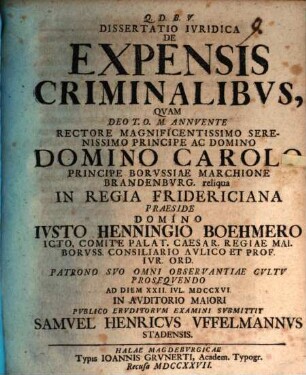 Q. D. B. V.
DISSERTATIO IVRIDICA
DE
EXPENSIS
CRIMINALIBVS,
QVAM
DEO T. O. M ANNVENTE
RECTORE MAGNIFICENTISSIMO SERE-
NISSIMO PRINCIPE AC DOMINO
DOMINO CAROLO
PRINCIPE BORVSSIAE MARCHIONE
BRANDENBVRG. reliqua
IN REGIA FRIDERICIANA
PRAESIDE
DOMINO
IVSTO HENNINGIO BOEHMERO
ICTO, COMITE PALAT. CAESAR. REGIAE MAI.
BORVSS. CONSILIARIO AVLICO ET PROF.
IVR. ORD.
PATRONO SVO OMNI OBSERVANTIAE CVLTV
PROSEQVENDO
AD DIEM XXII. IVL. MDCCXVI.
IN AVDITORIO MAIORI
PVBLICO ERVDITORVM EXAMINI SVBMITTIT
SAMVEL HENRICVS VFFELMANNVS
STADENSIS.
HALAE MAGDEBVRGICAE
Typis IOANNIS GRVNERTI, Academ. Typogr.
Recusa MDCCXXVII.